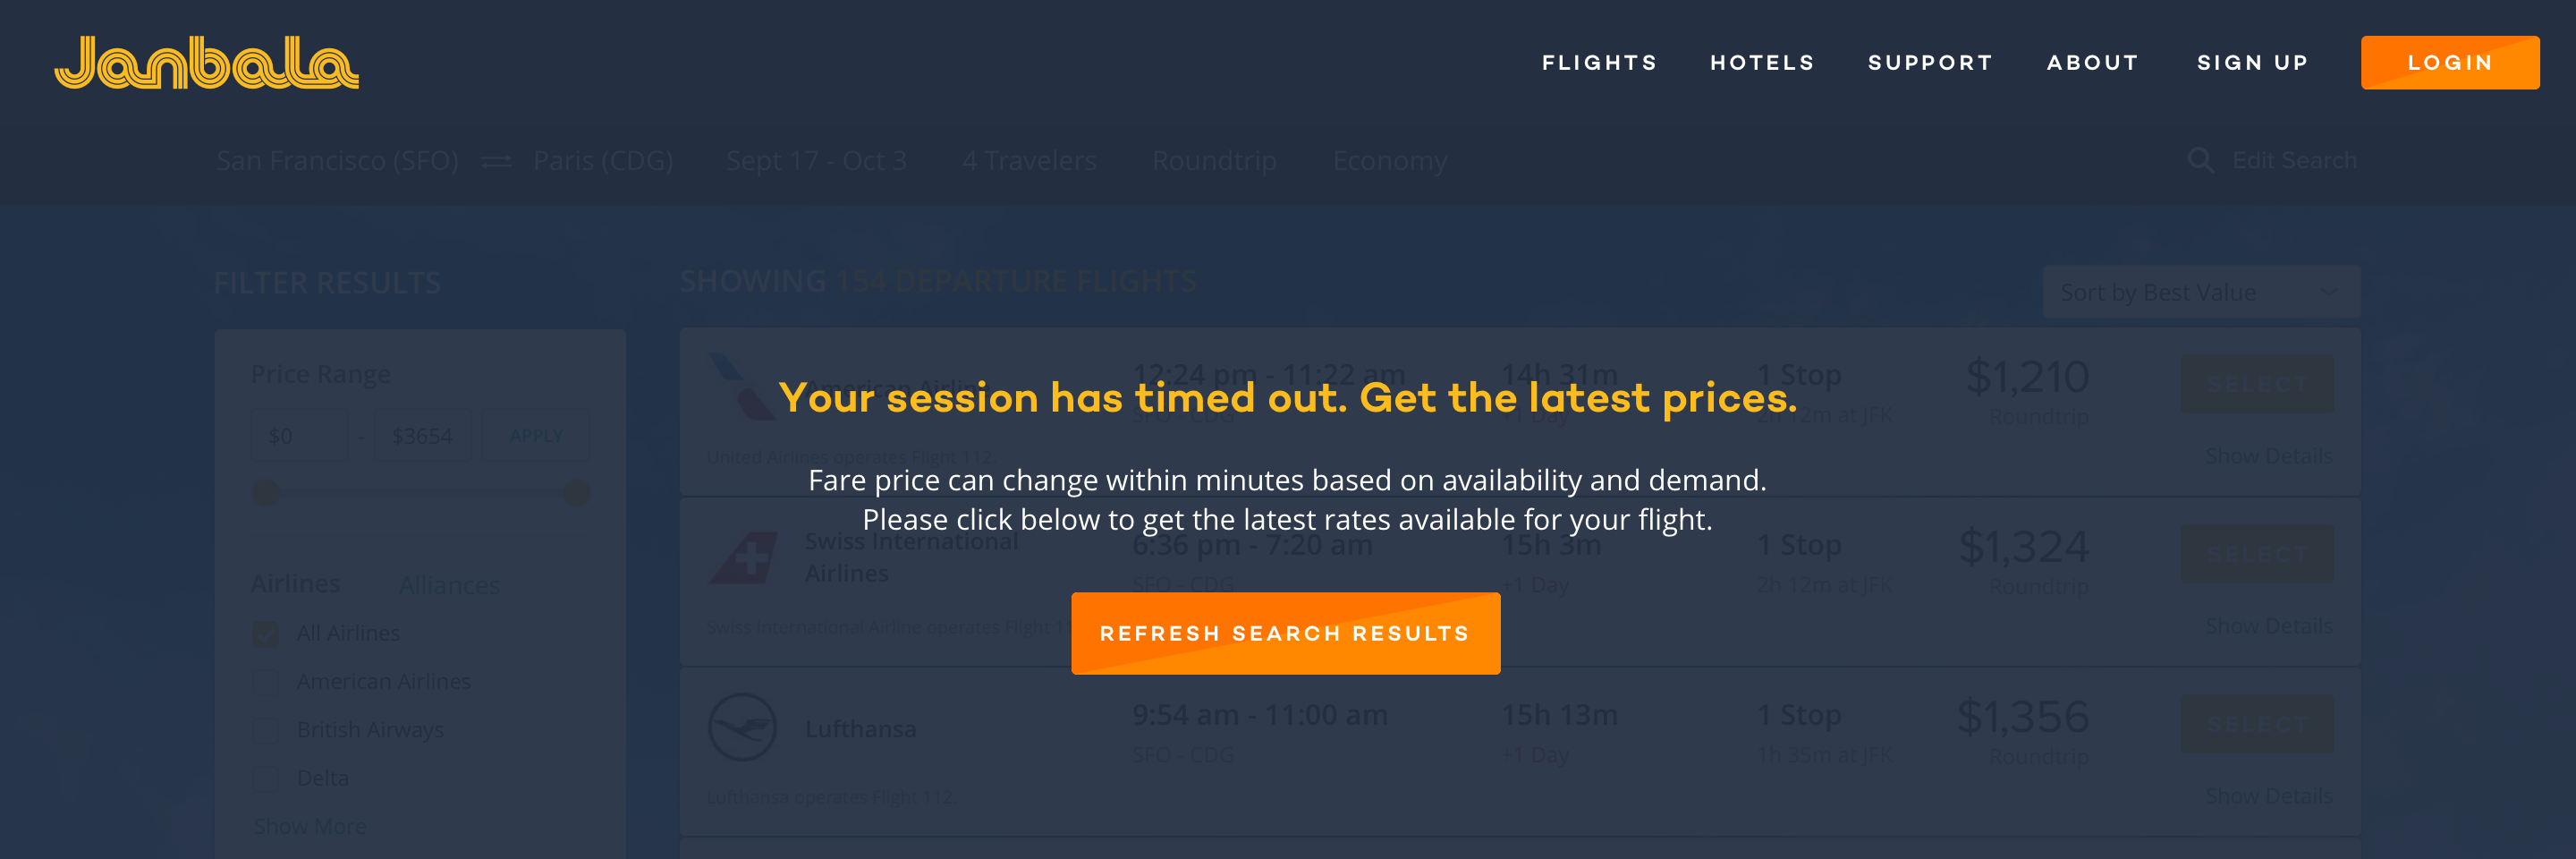 Janbala
FLIGHTS HOTELS SUPPORT ABOUT SIGN UP LOGIN
San Francisco (SFO) Paris (CDG) Sept 17 - Oct 3 4 Travelers Roundtrip Economy Edit Search
FILTER RESULTS
SHOWING 154 DEPARTURE FLIGHTS
Sort by Best Value
Price Range
$0 - $3654 APPLY
Airlines Alliances
All Airlines
American Airlines
British Airways
Delta
Show More
12:24 pm - 11:22 am 14h 31m 1 Stop $1,210 SELECT
SFO - CDG +1 Day 2h 12m at JFK Roundtrip
United Airlines operates Flight 112. Show Details
Your session has timed out. Get the latest prices.
Fare price can change within minutes based on availability and demand.
Please click below to get the latest rates available for your flight.
REFRESH SEARCH RESULTS
Swiss International
Airlines
6:36 pm - 7:20 am 15h 3m 1 Stop $1,324 SELECT
SFO - CDG +1 Day 2h 12m at JFK Roundtrip
Swiss International Airline operates Flight Show Details
Lufthansa 9:54 am - 11:00 am 15h 13m 1 Stop $1,356 SELECT
SFO - CDG +1 Day 1h 35m at JFK Roundtrip
Lufthansa operates Flight 112. Show Details